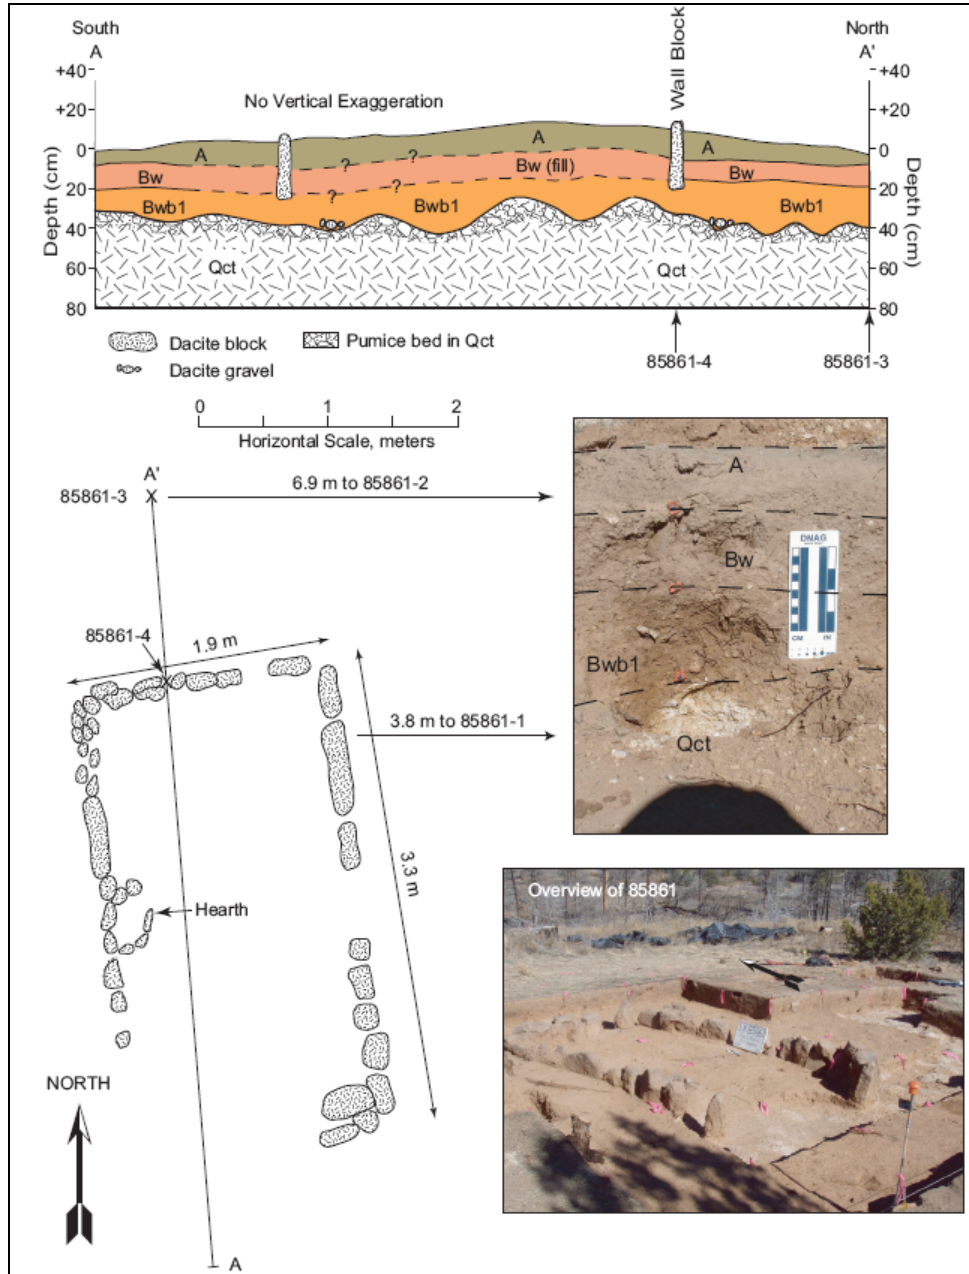 South
A
North
A'
Wall Block
+40
+20
0
20
40
60
80
Depth (cm)
+40
+20
0
20
40
60
80
Depth (cm)
No Vertical Exaggeration
A
?
?
A
A
Bw
?
?
Bw (fill)
Bw
Bwb1
Bwb1
Bwb1
Qct
Qct
Dacite block
Pumice bed in Qct
Dacite gravel
85861-4
85861-3
0 1 2
Horizontal Scale, meters
A'
85861-3
X
6.9 m to 85861-2
85861-4
1.9 m
3.8 m to 85861-1
3.3 m
Hearth
NORTH
A
A
Bw
DNAG
CM IN
Bwb1
Qct
Overview of 85861